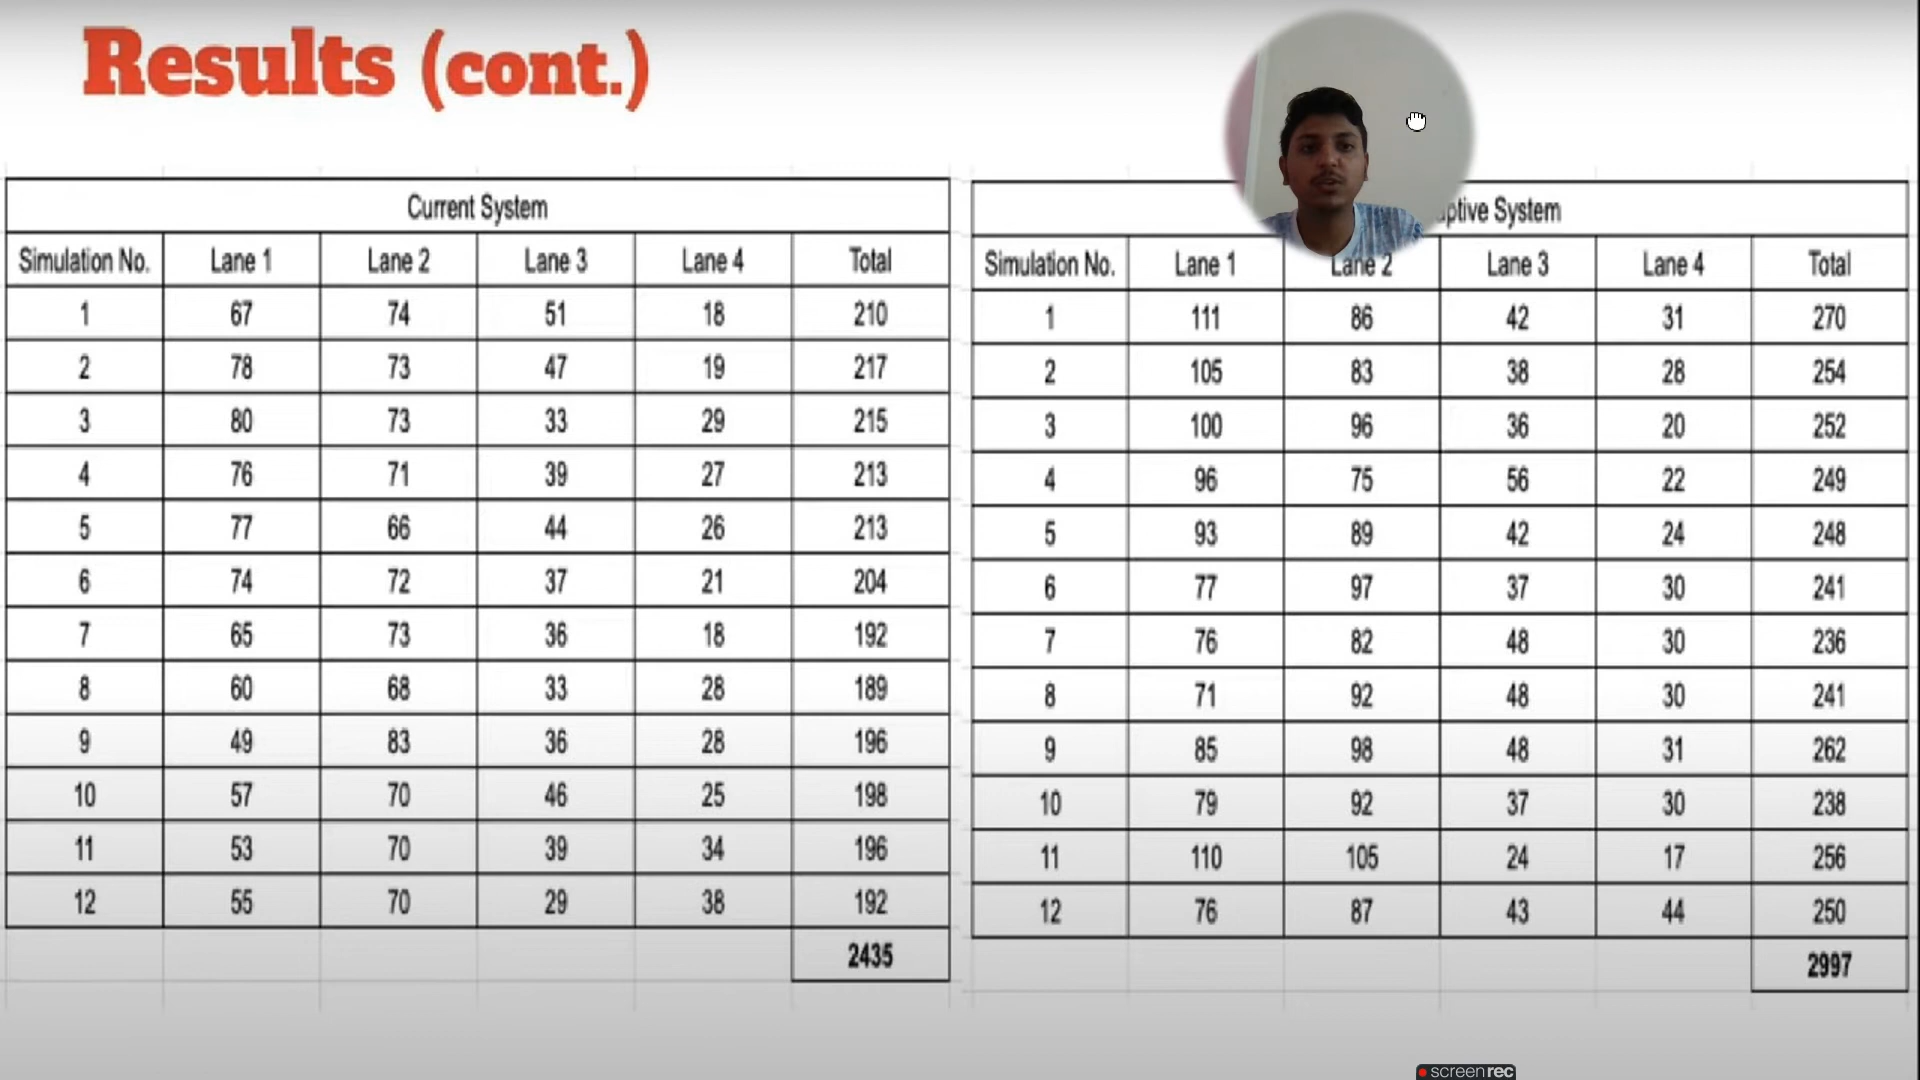 Results (cont.)
Current System
Simulation No. Lane 1 Lane 2 Lane 3 Lane 4 Total
1 67 74 51 18 210
2 78 73 47 19 217
3 80 73 33 29 215
4 76 71 39 27 213
5 77 66 44 26 213
6 74 72 37 21 204
7 65 73 36 18 192
8 60 68 33 28 189
9 49 83 36 28 196
10 57 70 46 25 198
11 53 70 39 34 196
12 55 70 29 38 192
2435
ptive System
Simulation No. Lane 1 Lane 2 Lane 3 Lane 4 Total
1 111 86 42 31 270
2 105 83 38 28 254
3 100 96 36 20 252
4 96 75 56 22 249
5 93 89 42 24 248
6 77 97 37 30 241
7 76 82 48 30 236
8 71 92 48 30 241
9 85 98 48 31 262
10 79 92 37 30 238
11 110 105 24 17 256
12 76 87 43 44 250
2997
screenrec